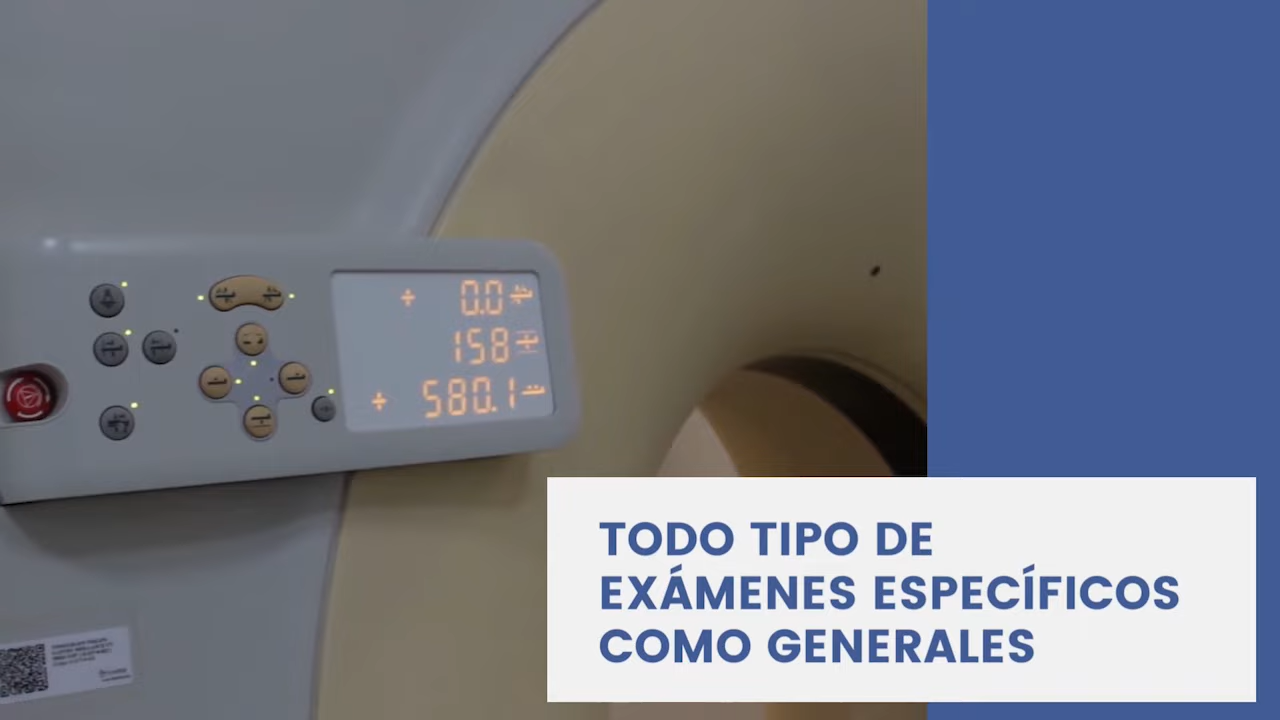 + 0.0
158
+ 580.1
TODO TIPO DE
EXÁMENES ESPECÍFICOS
COMO GENERALES